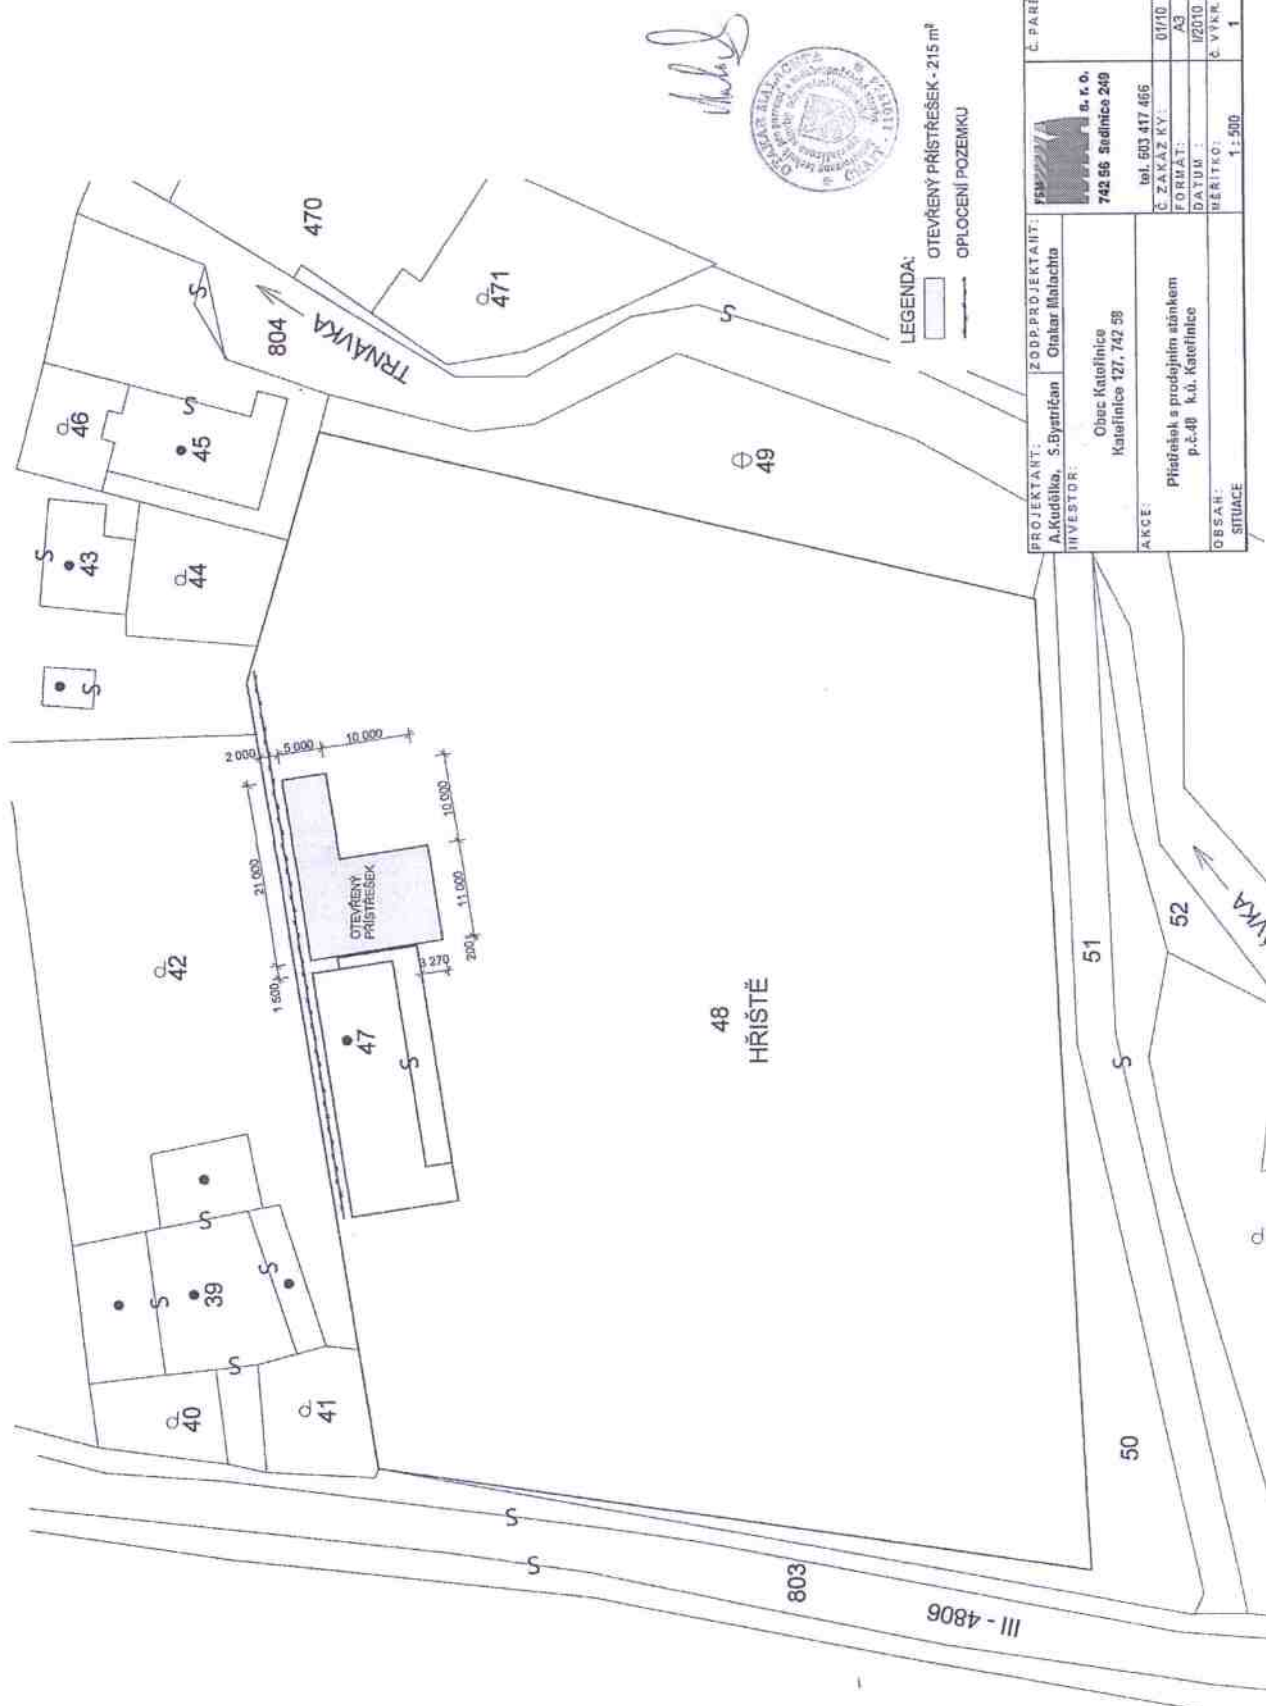 470
804
TRNÁVKA
471
S
S
46
45
S
43
S
44
S
49
42
2 000
5 000
10 000
21 000
10 000
11 000
200
3 270
1 500
OTEVŘENÝ
PŘÍSTŘEŠEK
47
S
48
HŘIŠTĚ
39
S
S
S
S
40
41
51
52
S
50
S
S
803
III - 4806
LEGENDA:
OTEVŘENÝ PŘÍSTŘEŠEK - 215 m²
OPLOCENÍ POZEMKU
OTAKAR MALACHTA
PROJEKTANT:
A.Kudělka, S.Bystřičan
ZODP.PROJEKTANT:
Otakar Malachta
s. r. o.
742 56 Sedlnice 249
tel. 603 417 466
INVESTOR:
Obec Kateřinice
Kateřinice 127, 742 58
AKCE:
Přístřešek s prodejním stánkem
p.č.48 k.ú. Kateřinice
OBSAH:
SITUACE
Č ZAKÁZKY: 01/10
FORMÁT: A3
DATUM : I/2010
MĚŘÍTKO:
1 : 500
Č. VÝKR.
1